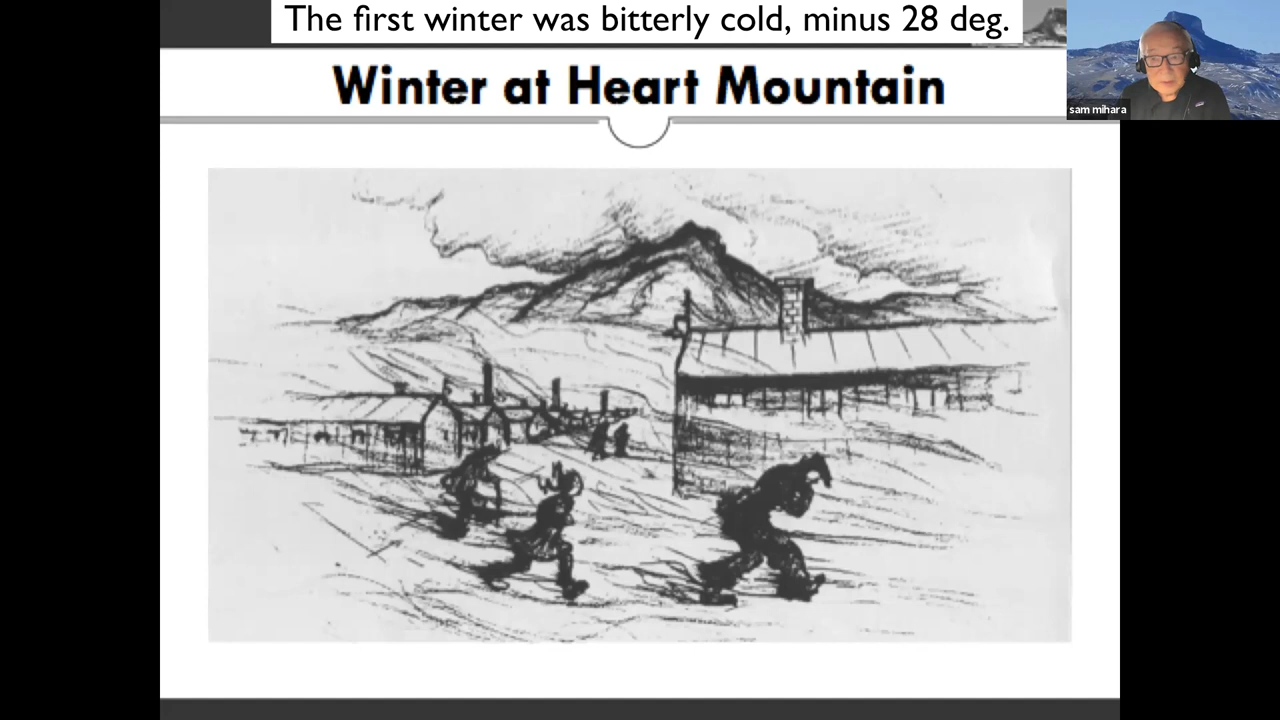 The first winter was bitterly cold, minus 28 deg.
Winter at Heart Mountain
sam mihara